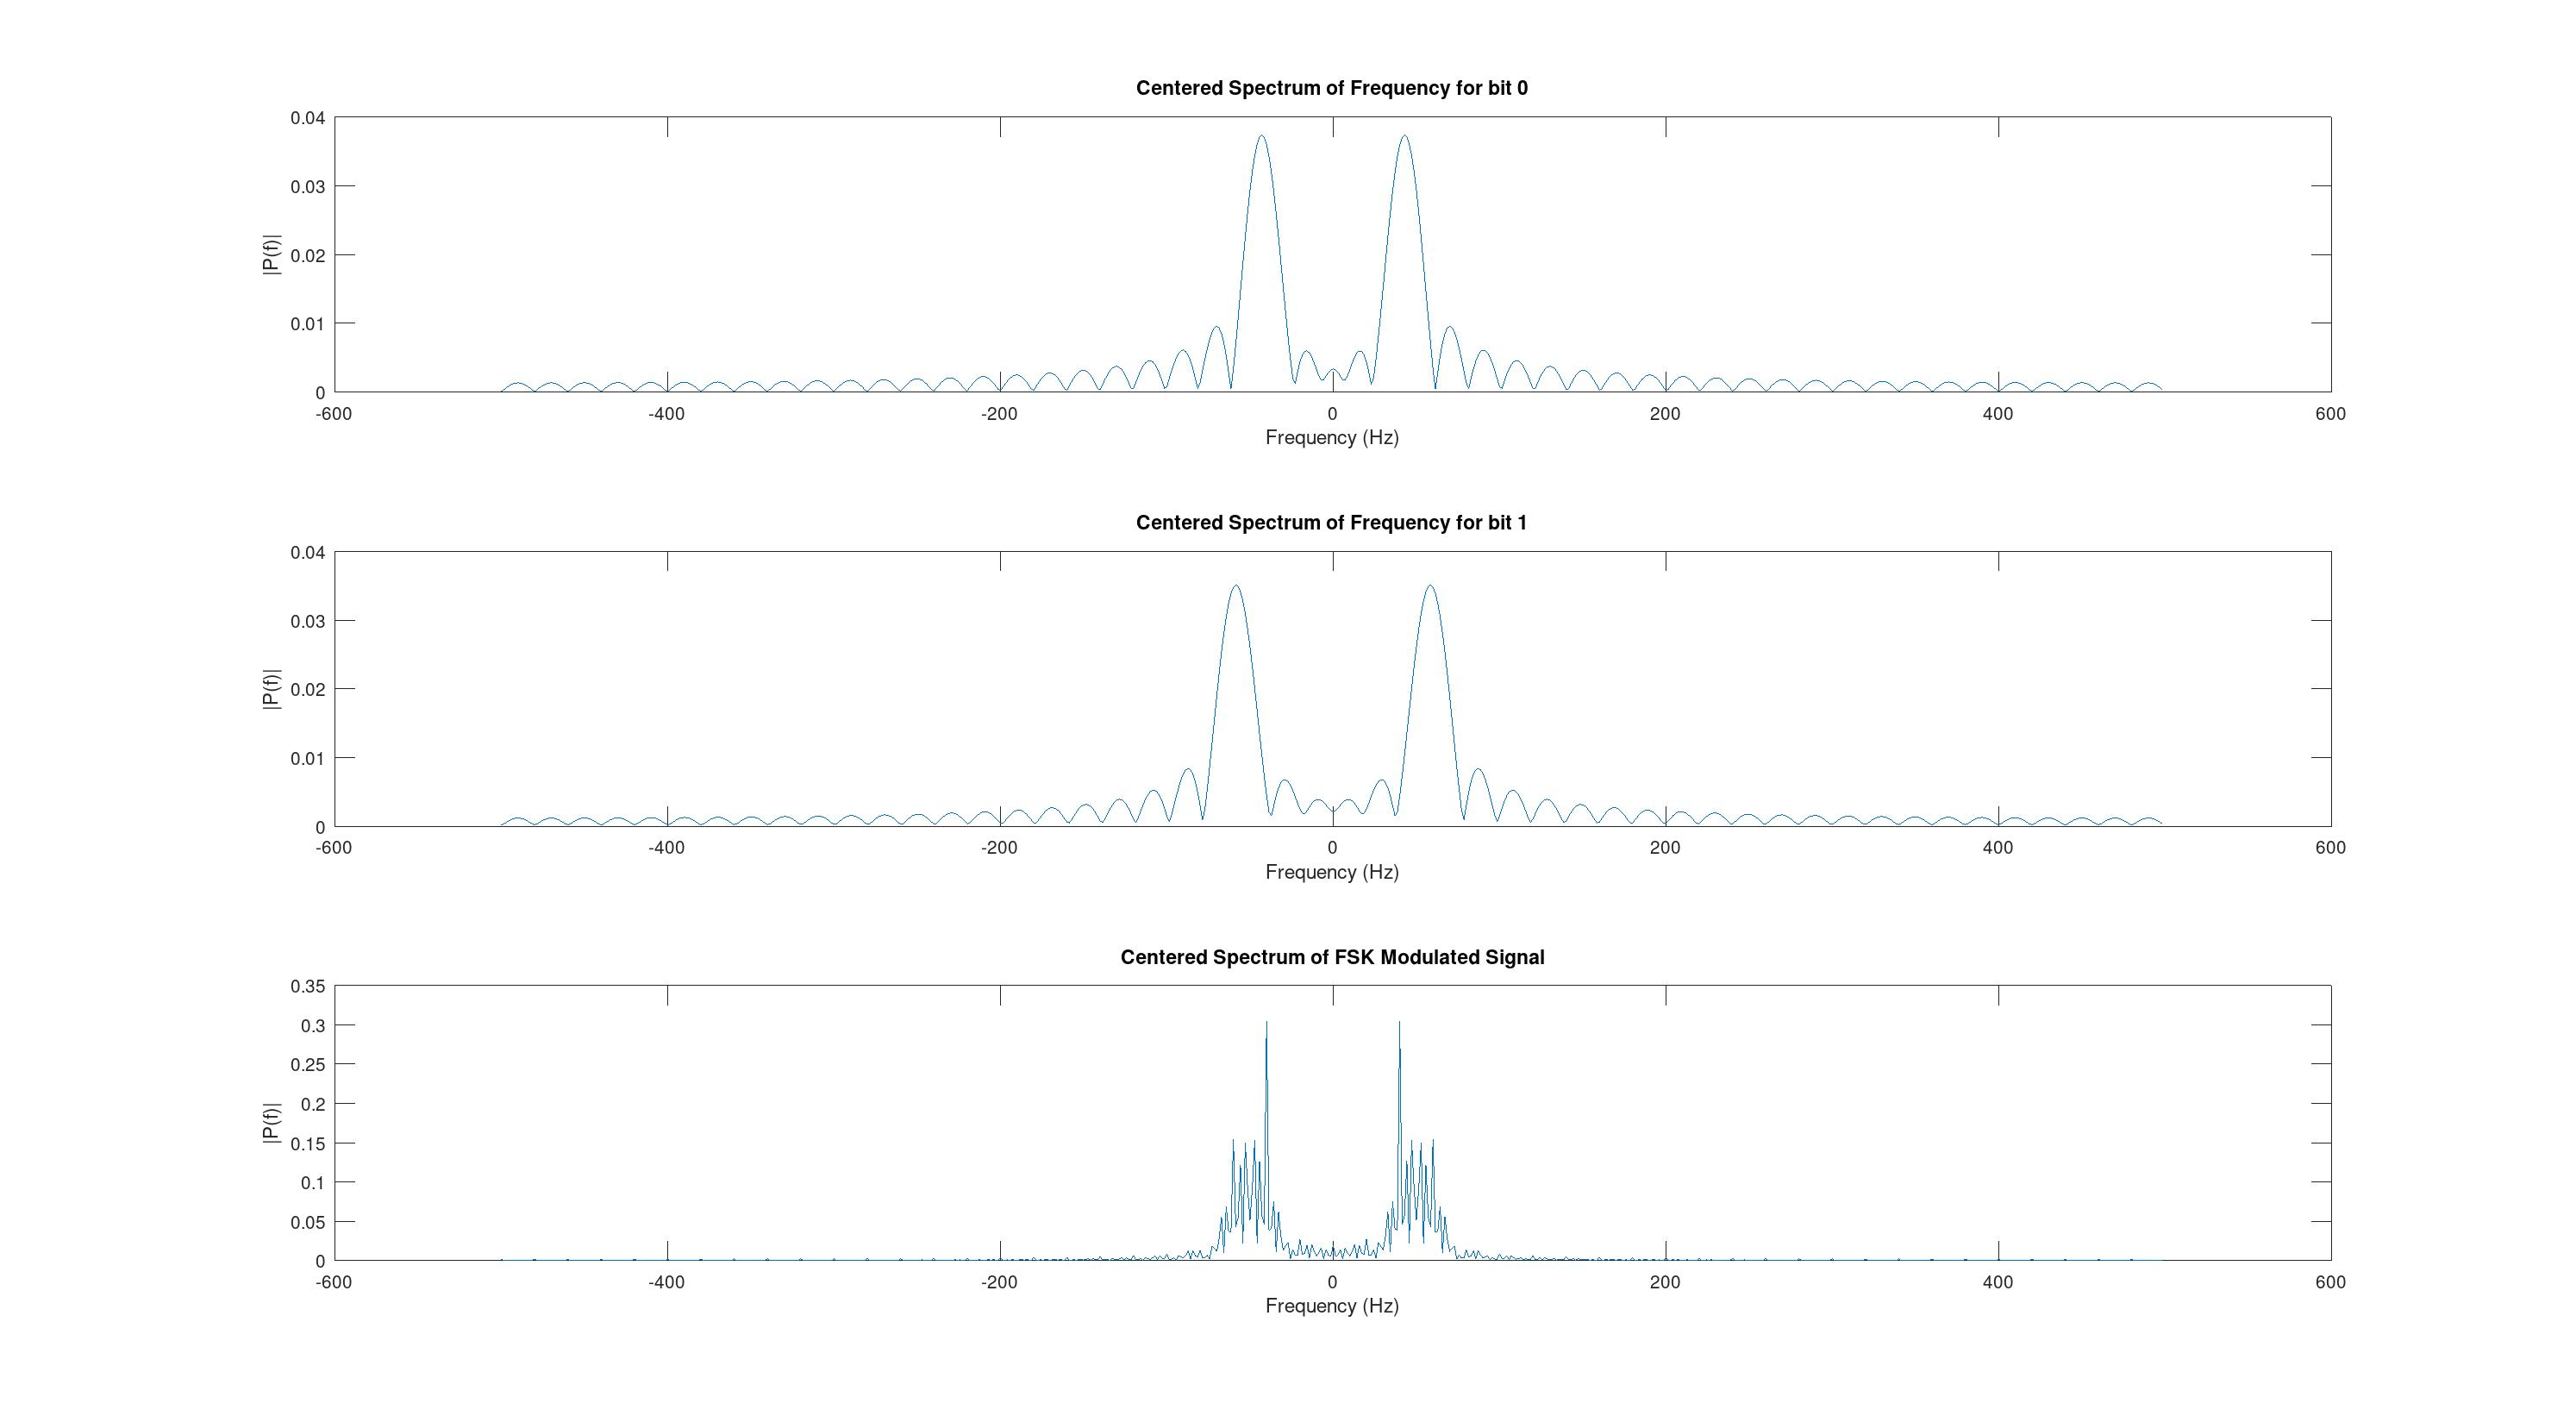 Centered Spectrum of Frequency for bit 0
0.04
0.03
0.02
0.01
0
|P(f)|
-600 -400 -200 0 200 400 600
Frequency (Hz)
Centered Spectrum of Frequency for bit 1
0.04
0.03
0.02
0.01
0
|P(f)|
-600 -400 -200 0 200 400 600
Frequency (Hz)
Centered Spectrum of FSK Modulated Signal
0.35
0.3
0.25
0.2
0.15
0.1
0.05
0
|P(f)|
-600 -400 -200 0 200 400 600
Frequency (Hz)